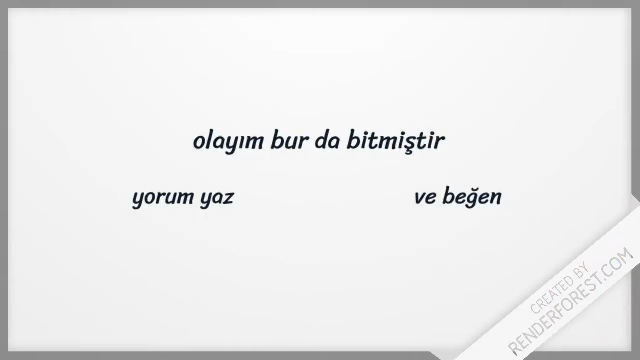 olayım bur da bitmiştir
yorum yaz
ve beğen
CREATED BY
RENDERFOREST.COM